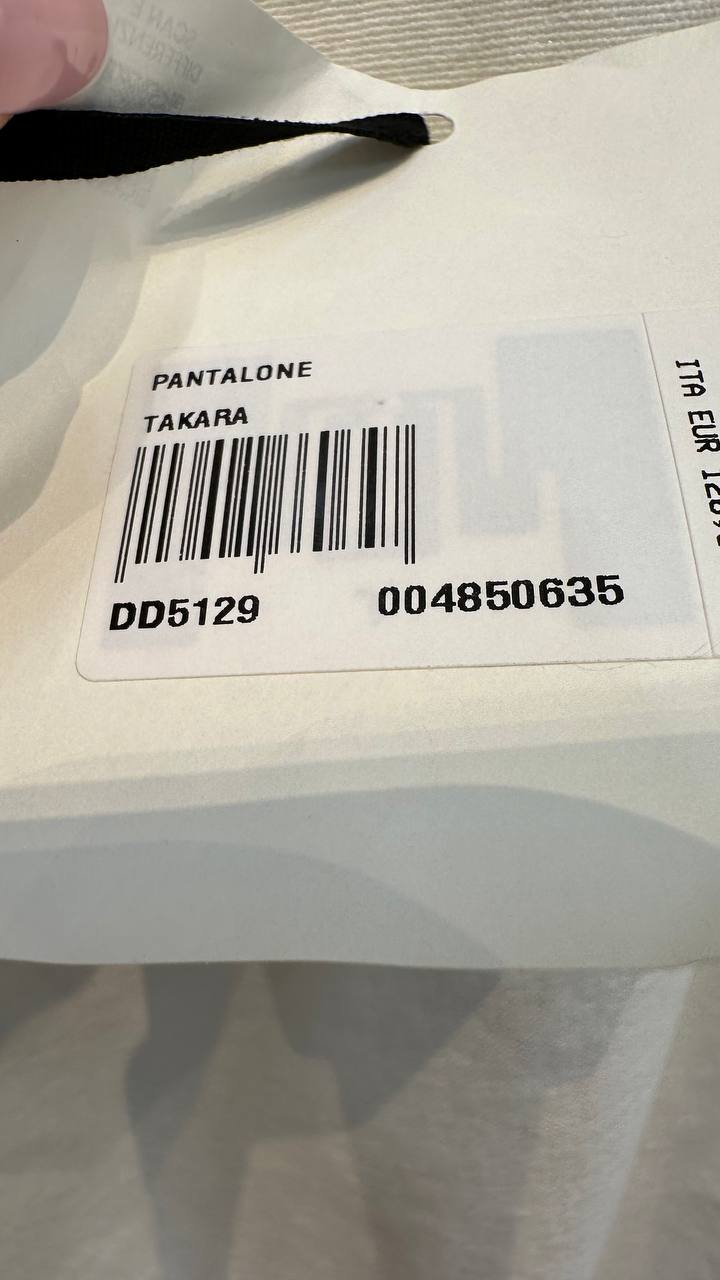 PANTALONE
TAKARA
DD5129 004850635
ITA EUR